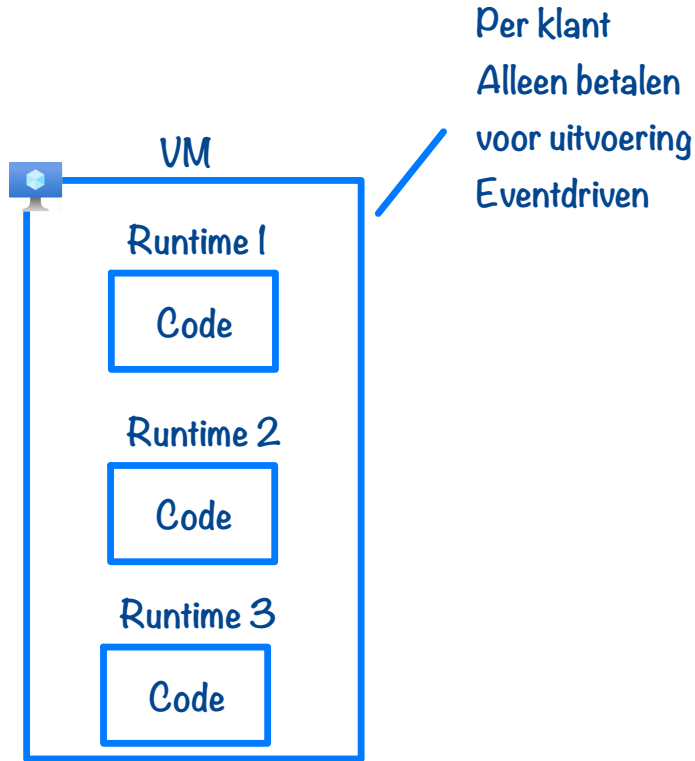 Per klant
Alleen betalen
voor uitvoering
Eventdriven
VM
Runtime 1
Code
Runtime 2
Code
Runtime 3
Code